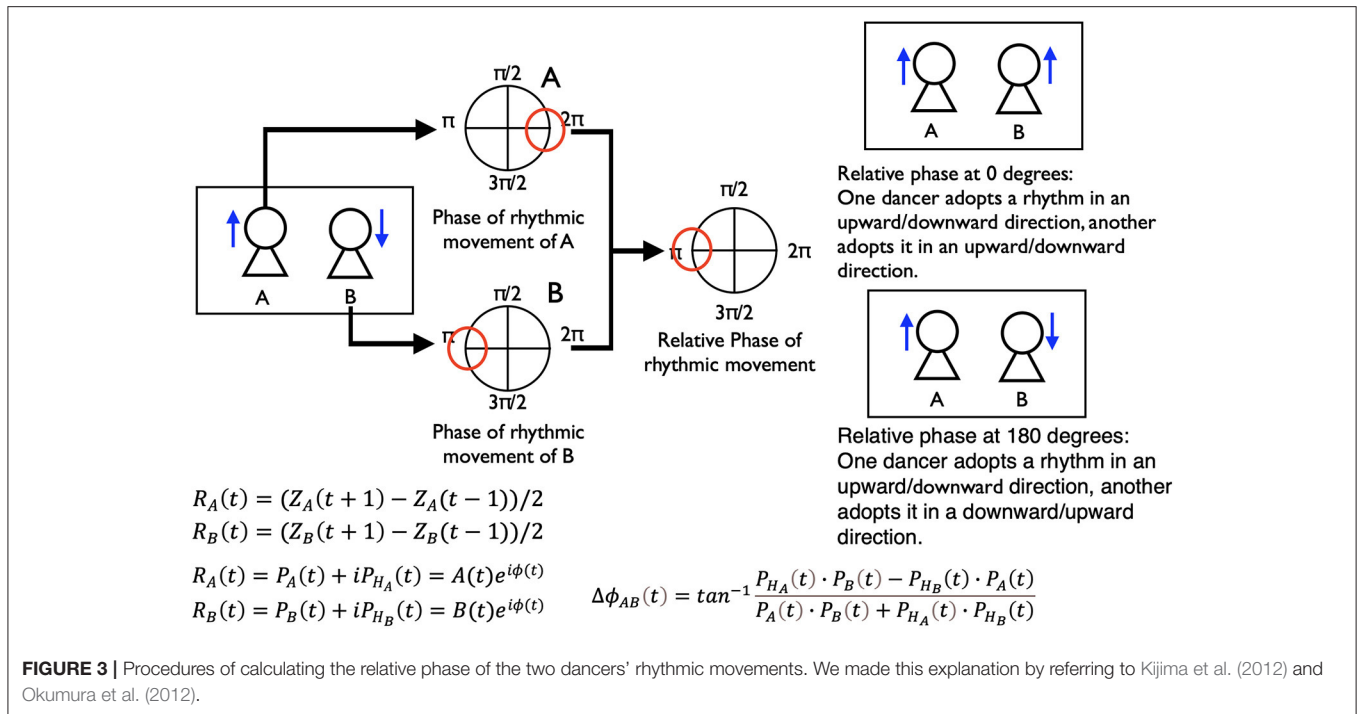 π/2
A
π
2π
3π/2
Phase of rhythmic
movement of A
A
B
π/2
B
π
2π
3π/2
Phase of rhythmic
movement of B
π/2
π
2π
3π/2
Relative Phase of
rhythmic movement
A
B
Relative phase at 0 degrees:
One dancer adopts a rhythm in an
upward/downward direction, another
adopts it in an upward/downward
direction.
A
B
Relative phase at 180 degrees:
One dancer adopts a rhythm in an
upward/downward direction, another
adopts it in a downward/upward
direction.
R_A(t) = (Z_A(t + 1) − Z_A(t − 1))/2
R_B(t) = (Z_B(t + 1) − Z_B(t − 1))/2
R_A(t) = P_A(t) + iP_{H_A}(t) = A(t)e^{iϕ(t)}
R_B(t) = P_B(t) + iP_{H_B}(t) = B(t)e^{iϕ(t)}
Δϕ_{AB}(t) = tan^{−1} \frac{P_{H_A}(t) · P_B(t) − P_{H_B}(t) · P_A(t)}{P_A(t) · P_B(t) + P_{H_A}(t) · P_{H_B}(t)}
FIGURE 3 | Procedures of calculating the relative phase of the two dancers' rhythmic movements. We made this explanation by referring to Kijima et al. (2012) and
Okumura et al. (2012).